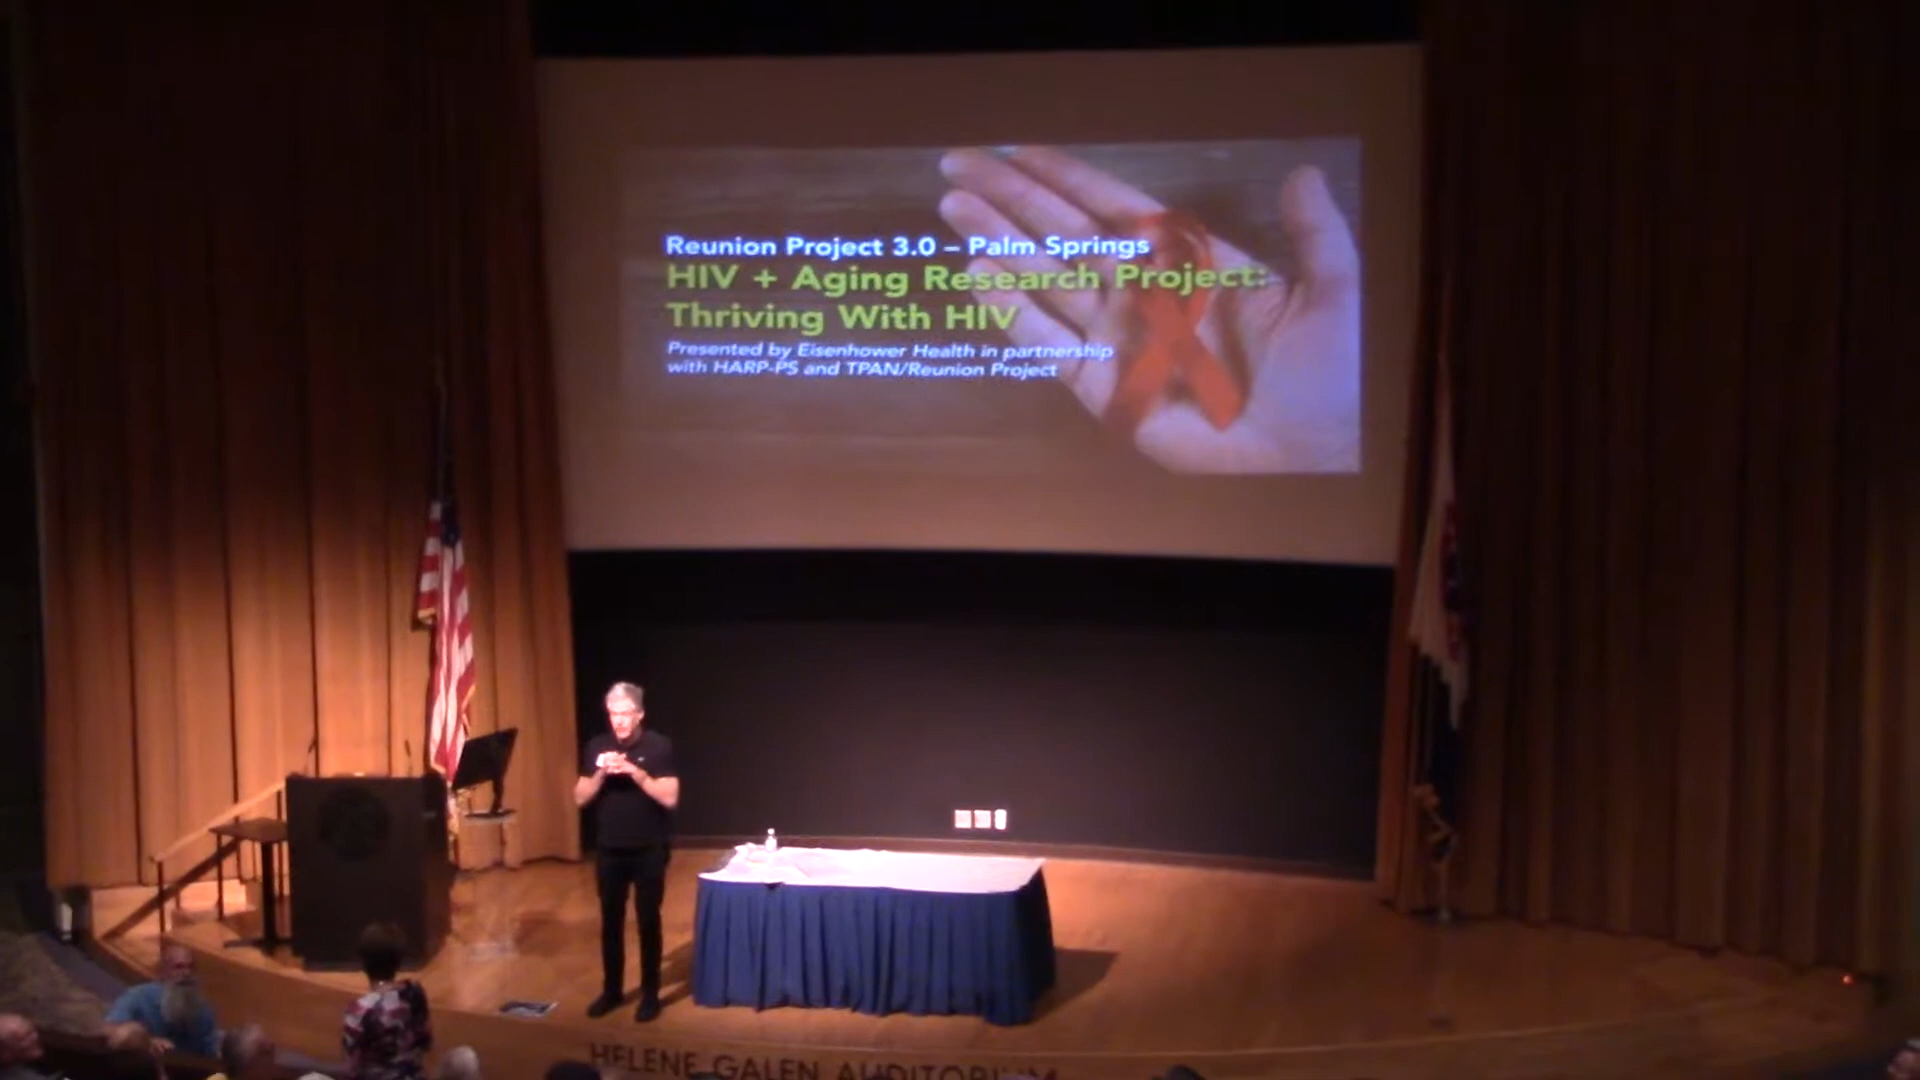 Reunion Project 3.0 – Palm Springs
HIV + Aging Research Project:
Thriving With HIV
Presented by Eisenhower Health in partnership
with HARP-PS and TPAN/Reunion Project
HELENE GALEN AUDITORIUM